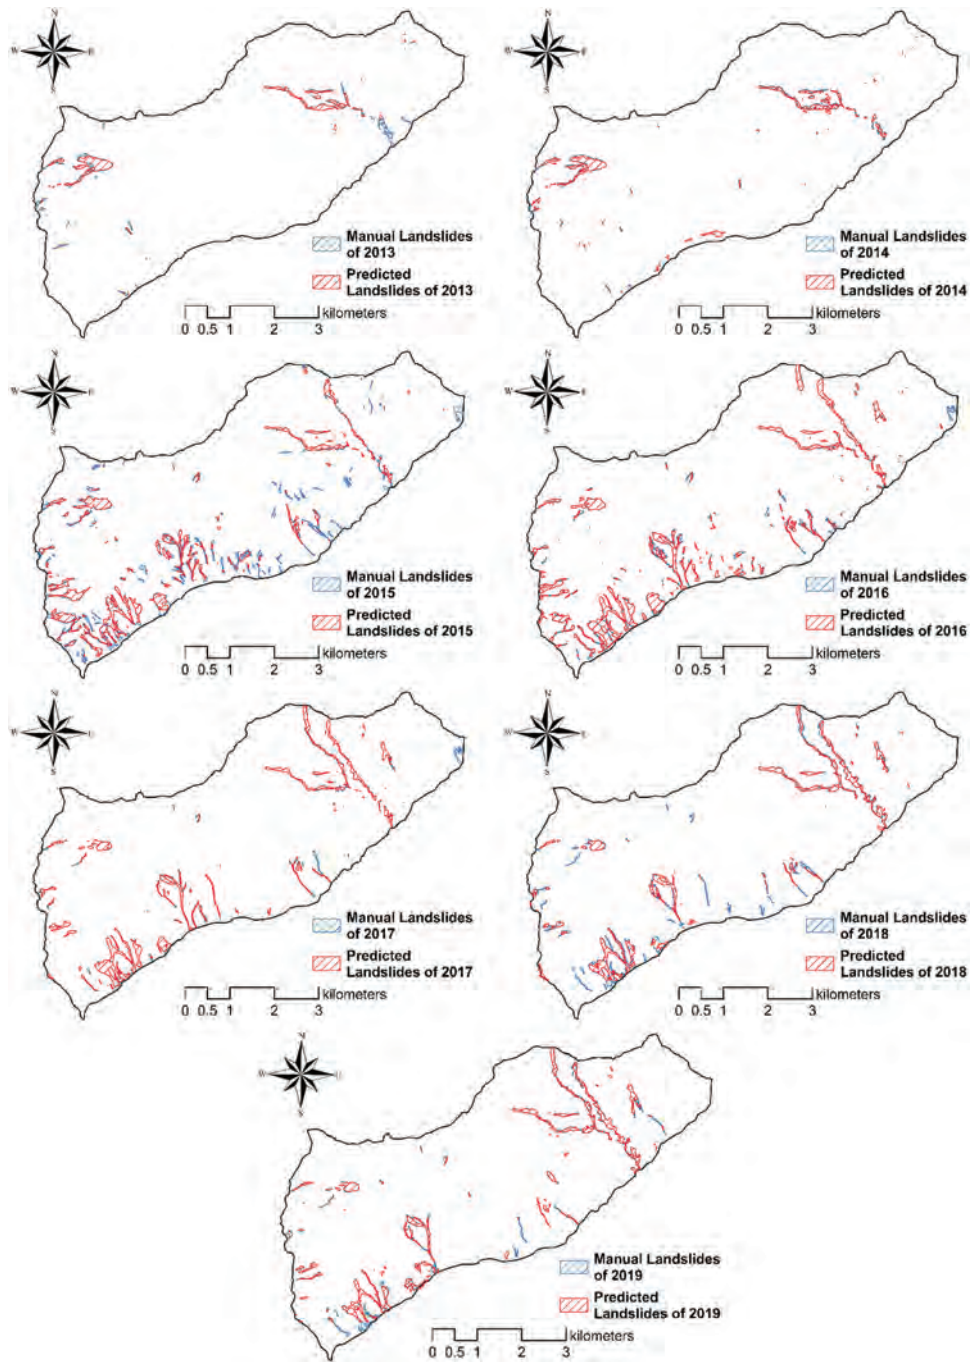 N
N
W
E
W
E
S
S
Manual Landslides
of 2013
Manual Landslides
of 2014
Predicted
Landslides of 2013
Predicted
Landslides of 2014
kilometers
0 0.5 1 2 3
kilometers
0 0.5 1 2 3
N
N
W
E
W
E
S
S
Manual Landslides
of 2015
Manual Landslides
of 2016
Predicted
Landslides of 2015
Predicted
Landslides of 2016
kilometers
0 0.5 1 2 3
kilometers
0 0.5 1 2 3
N
N
W
E
W
E
S
S
Manual Landslides
of 2017
Manual Landslides
of 2018
Predicted
Landslides of 2017
Predicted
Landslides of 2018
kilometers
0 0.5 1 2 3
kilometers
0 0.5 1 2 3
N
W
E
S
Manual Landslides
of 2019
Predicted
Landslides of 2019
kilometers
0 0.5 1 2 3